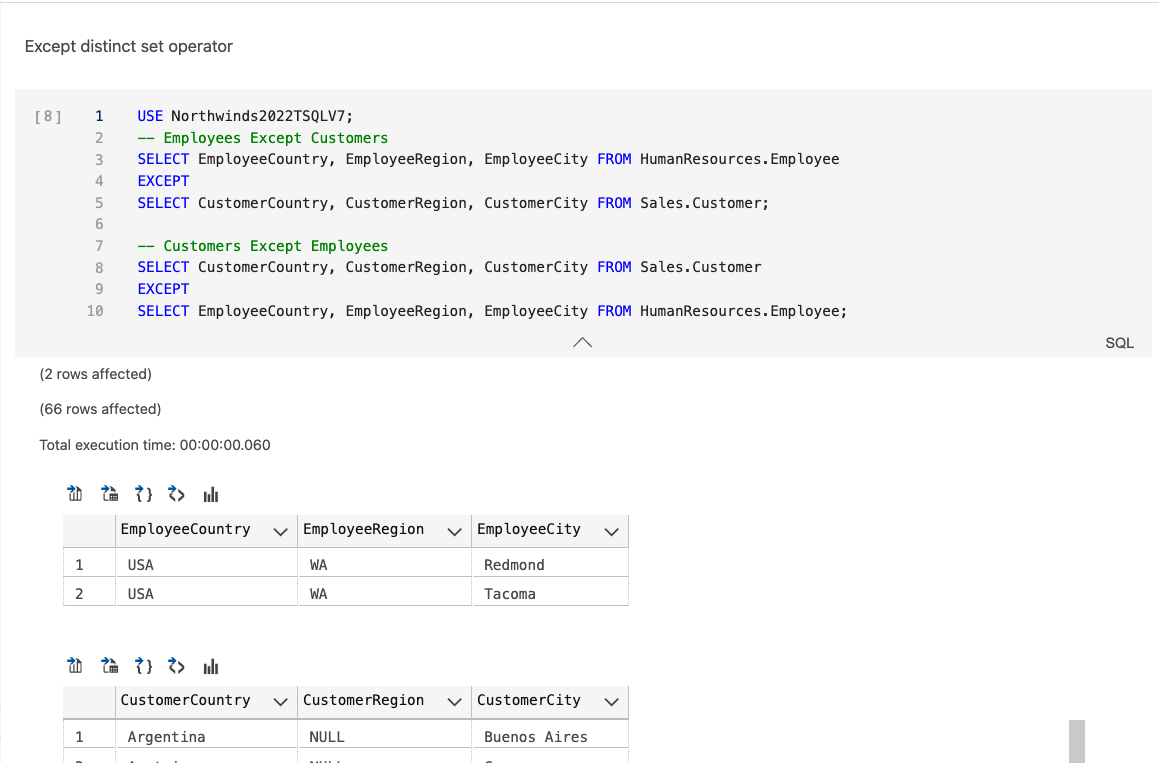 Except distinct set operator
[8] 1 USE Northwinds2022TSQLV7;
2 -- Employees Except Customers
3 SELECT EmployeeCountry, EmployeeRegion, EmployeeCity FROM HumanResources.Employee
4 EXCEPT
5 SELECT CustomerCountry, CustomerRegion, CustomerCity FROM Sales.Customer;
6
7 -- Customers Except Employees
8 SELECT CustomerCountry, CustomerRegion, CustomerCity FROM Sales.Customer
9 EXCEPT
10 SELECT EmployeeCountry, EmployeeRegion, EmployeeCity FROM HumanResources.Employee;
SQL
(2 rows affected)
(66 rows affected)
Total execution time: 00:00:00.060
EmployeeCountry EmployeeRegion EmployeeCity
1 USA WA Redmond
2 USA WA Tacoma
CustomerCountry CustomerRegion CustomerCity
1 Argentina NULL Buenos Aires